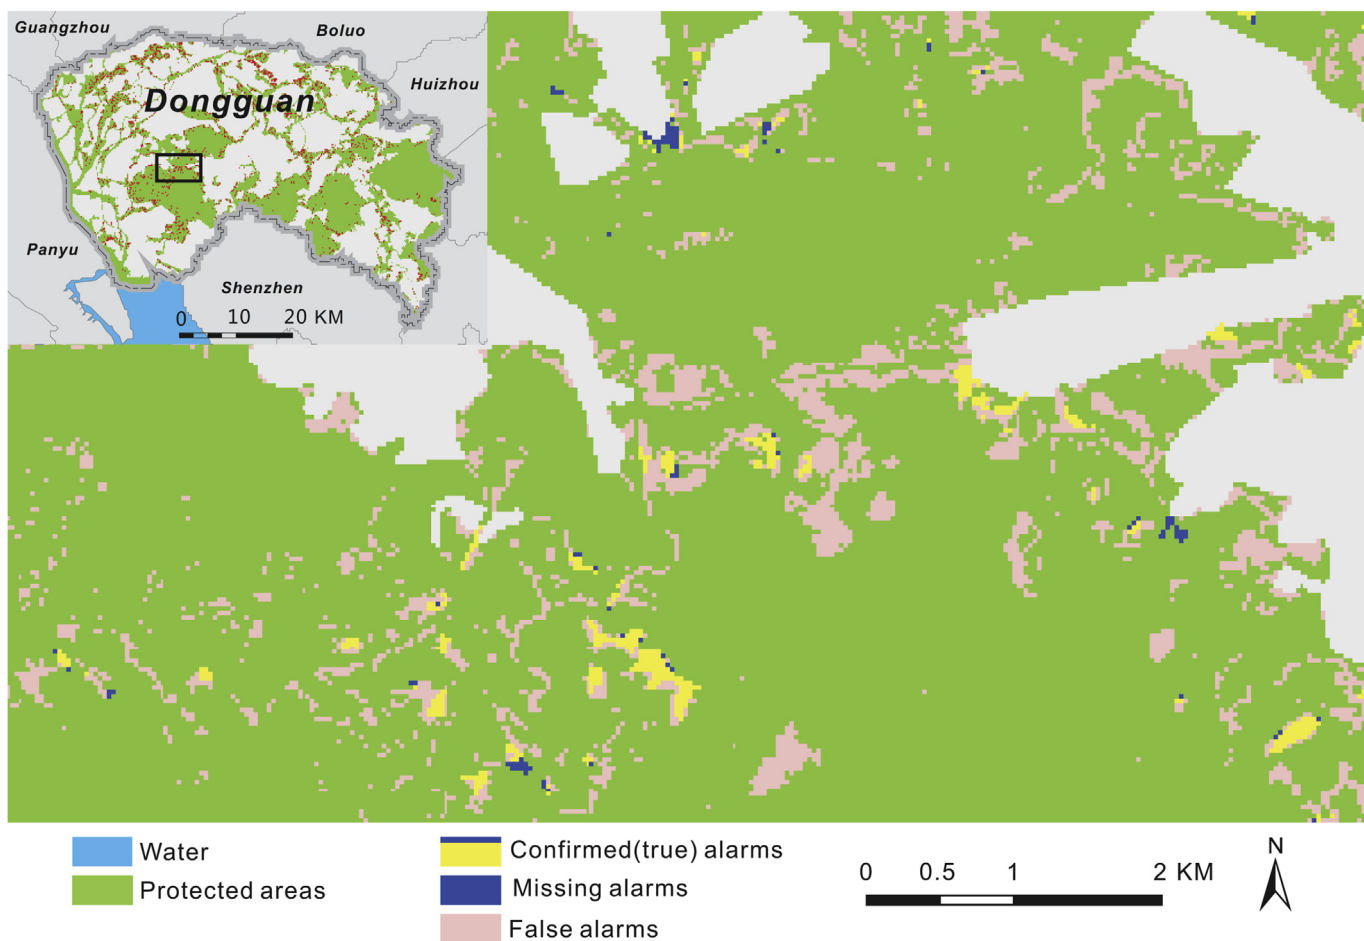 Guangzhou
Boluo
Huizhou
Dongguan
Panyu
Shenzhen
0 10 20 KM
Water
Protected areas
Confirmed(true) alarms
Missing alarms
False alarms
0 0.5 1 2 KM
N